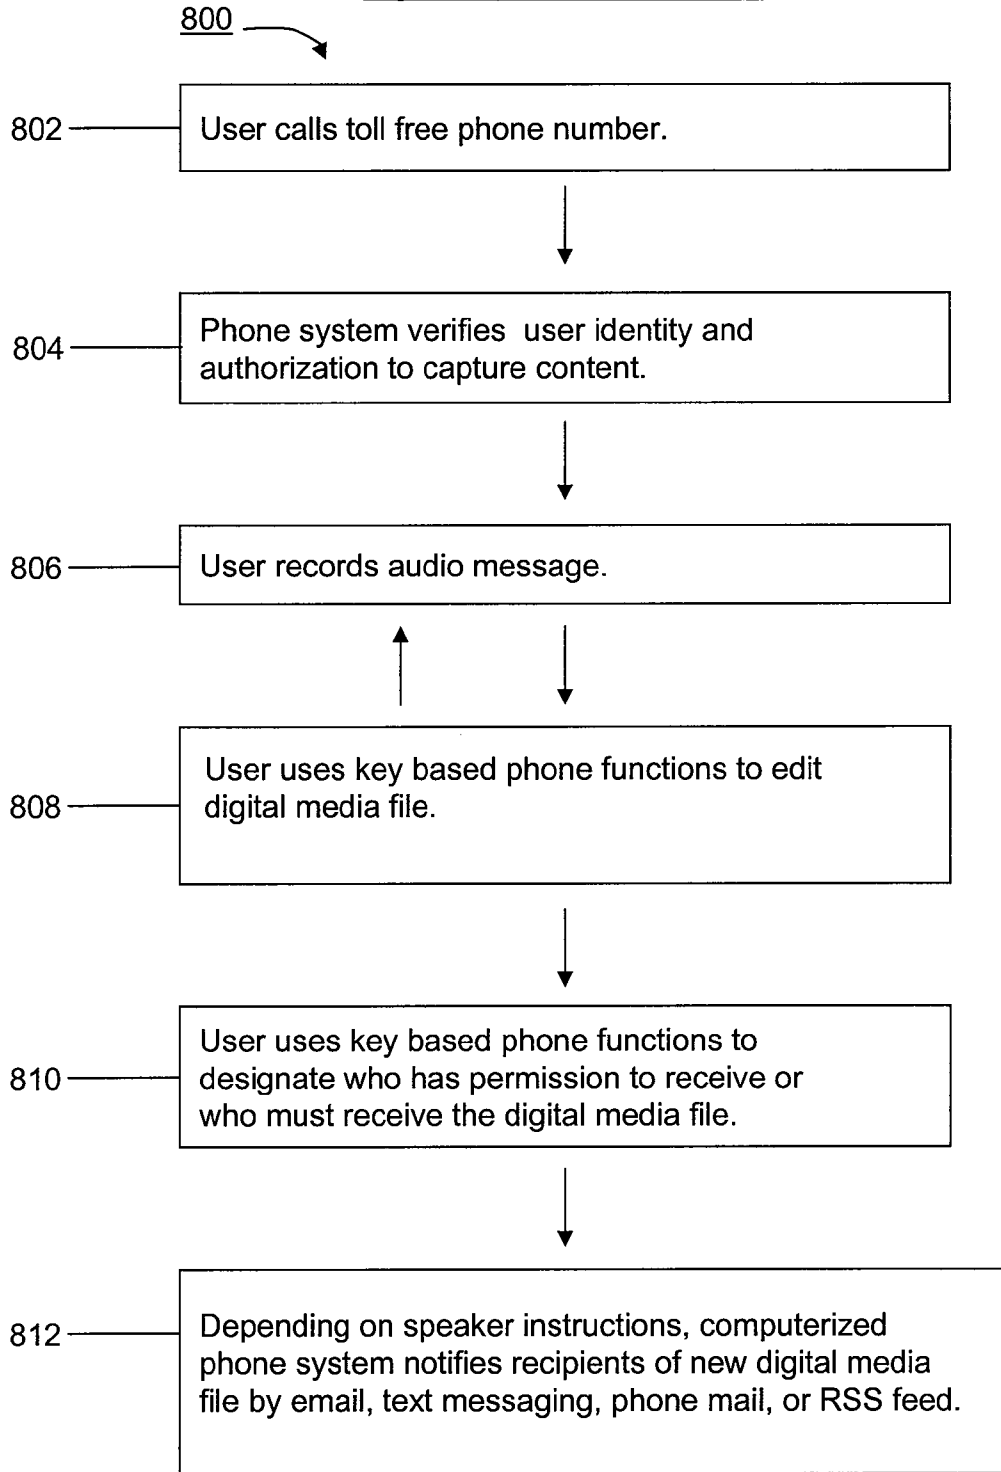 800
802
User calls toll free phone number.
804
Phone system verifies user identity and
authorization to capture content.
806
User records audio message.
808
User uses key based phone functions to edit
digital media file.
810
User uses key based phone functions to
designate who has permission to receive or
who must receive the digital media file.
812
Depending on speaker instructions, computerized
phone system notifies recipients of new digital media
file by email, text messaging, phone mail, or RSS feed.